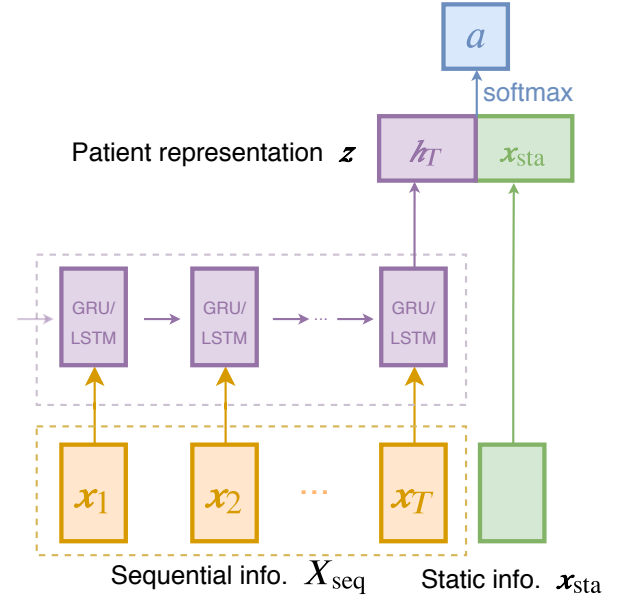 a
softmax
Patient representation z h_T x_sta
GRU/ LSTM
GRU/ LSTM
...
GRU/ LSTM
x_1 x_2 ... x_T
Sequential info. X_seq Static info. x_sta